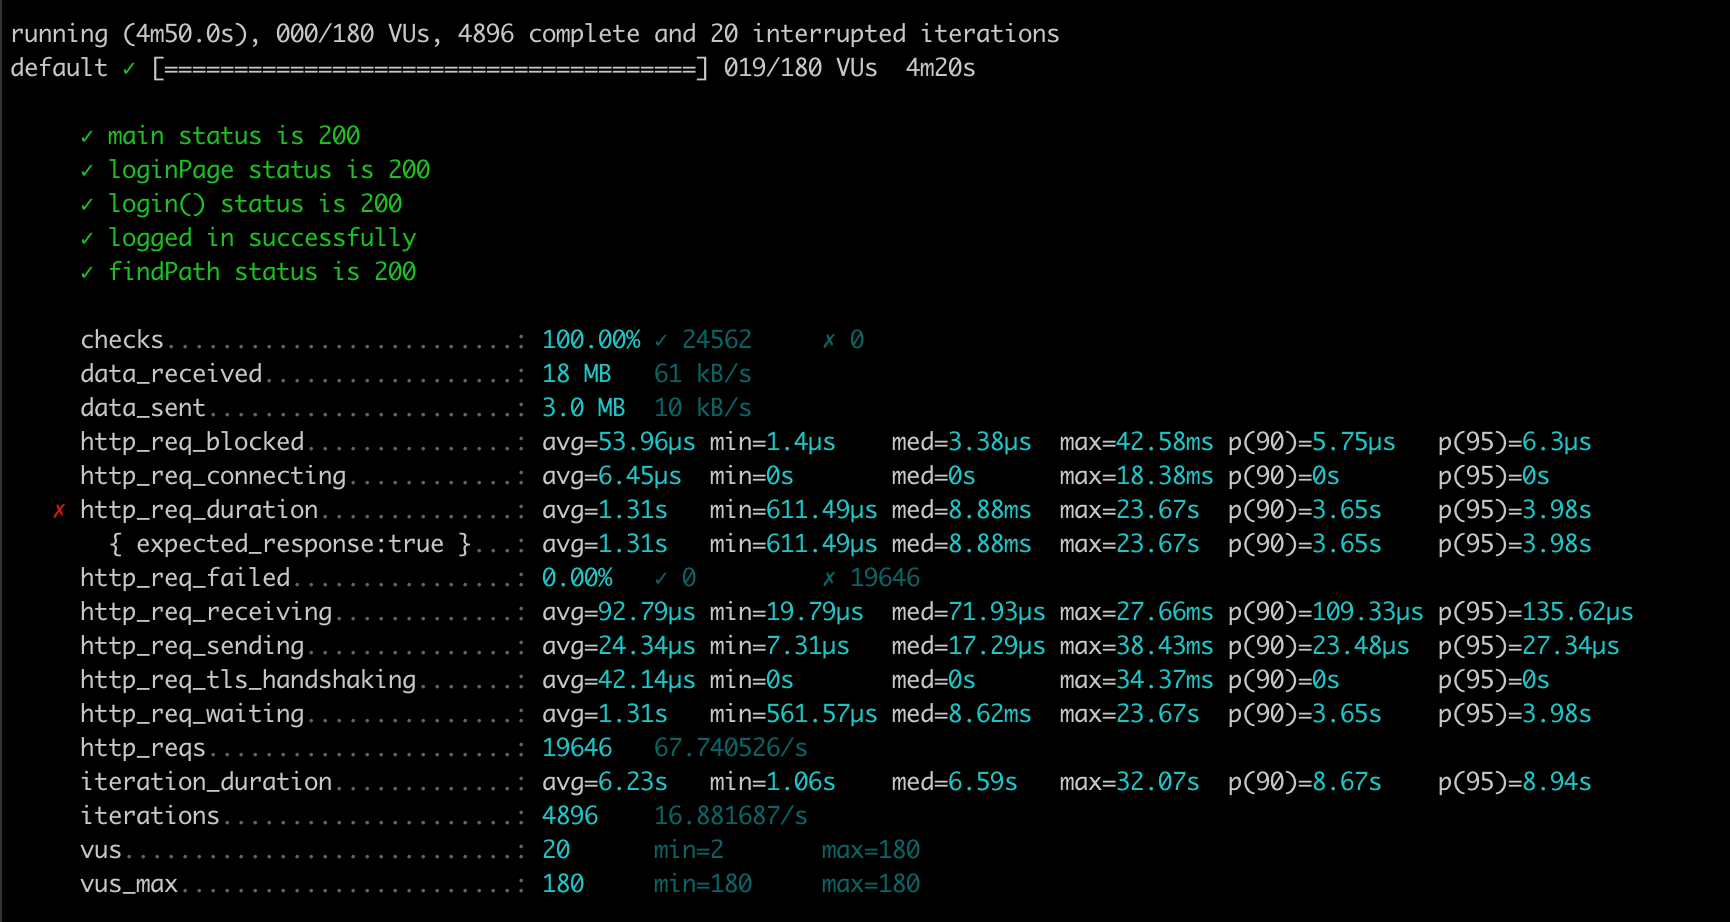 running (4m50.0s), 000/180 VUs, 4896 complete and 20 interrupted iterations
default ✓ [======================================] 019/180 VUs  4m20s
✓ main status is 200
✓ loginPage status is 200
✓ login() status is 200
✓ logged in successfully
✓ findPath status is 200
checks.........................: 100.00% ✓ 24562     ✗ 0
data_received..................: 18 MB   61 kB/s
data_sent......................: 3.0 MB  10 kB/s
http_req_blocked...............: avg=53.96µs min=1.4µs    med=3.38µs  max=42.58ms p(90)=5.75µs   p(95)=6.3µs
http_req_connecting............: avg=6.45µs  min=0s       med=0s      max=18.38ms p(90)=0s       p(95)=0s
✗ http_req_duration..............: avg=1.31s   min=611.49µs med=8.88ms  max=23.67s  p(90)=3.65s    p(95)=3.98s
{ expected_response:true }...: avg=1.31s   min=611.49µs med=8.88ms  max=23.67s  p(90)=3.65s    p(95)=3.98s
http_req_failed................: 0.00%   ✓ 0         ✗ 19646
http_req_receiving.............: avg=92.79µs min=19.79µs  med=71.93µs max=27.66ms p(90)=109.33µs p(95)=135.62µs
http_req_sending...............: avg=24.34µs min=7.31µs   med=17.29µs max=38.43ms p(90)=23.48µs  p(95)=27.34µs
http_req_tls_handshaking.......: avg=42.14µs min=0s       med=0s      max=34.37ms p(90)=0s       p(95)=0s
http_req_waiting...............: avg=1.31s   min=561.57µs med=8.62ms  max=23.67s  p(90)=3.65s    p(95)=3.98s
http_reqs......................: 19646   67.740526/s
iteration_duration.............: avg=6.23s   min=1.06s    med=6.59s   max=32.07s  p(90)=8.67s    p(95)=8.94s
iterations.....................: 4896    16.881687/s
vus............................: 20      min=2       max=180
vus_max........................: 180     min=180     max=180